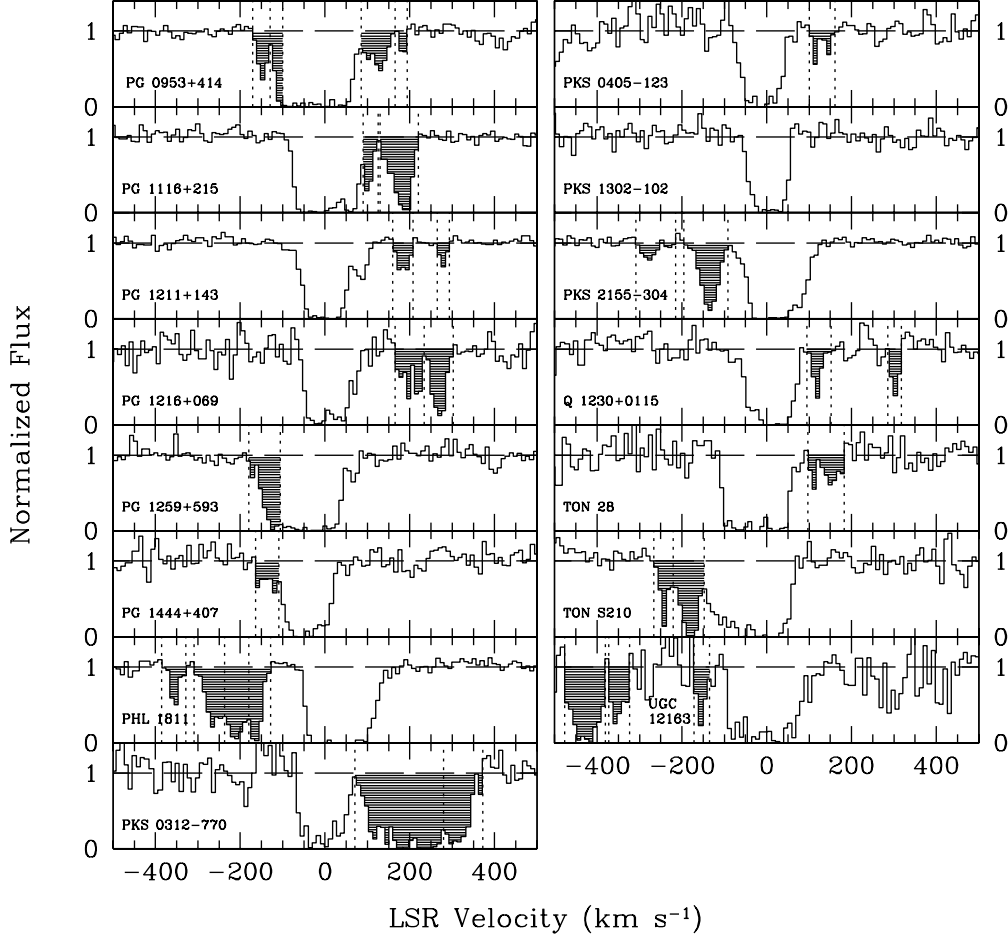 1
0
PG 0953+414
PKS 0405-123
1
0
1
0
PG 1116+215
PKS 1302-102
1
0
1
0
PG 1211+143
PKS 2155-304
1
0
1
0
PG 1216+069
Q 1230+0115
1
0
1
0
PG 1259+593
TON 28
1
0
1
0
PG 1444+407
TON S210
1
0
1
0
PHL 1811
UGC
12163
1
0
1
0
PKS 0312-770
−400 −200 0 200 400
1
0
−400 −200 0 200 400
Normalized Flux
LSR Velocity (km s⁻¹)